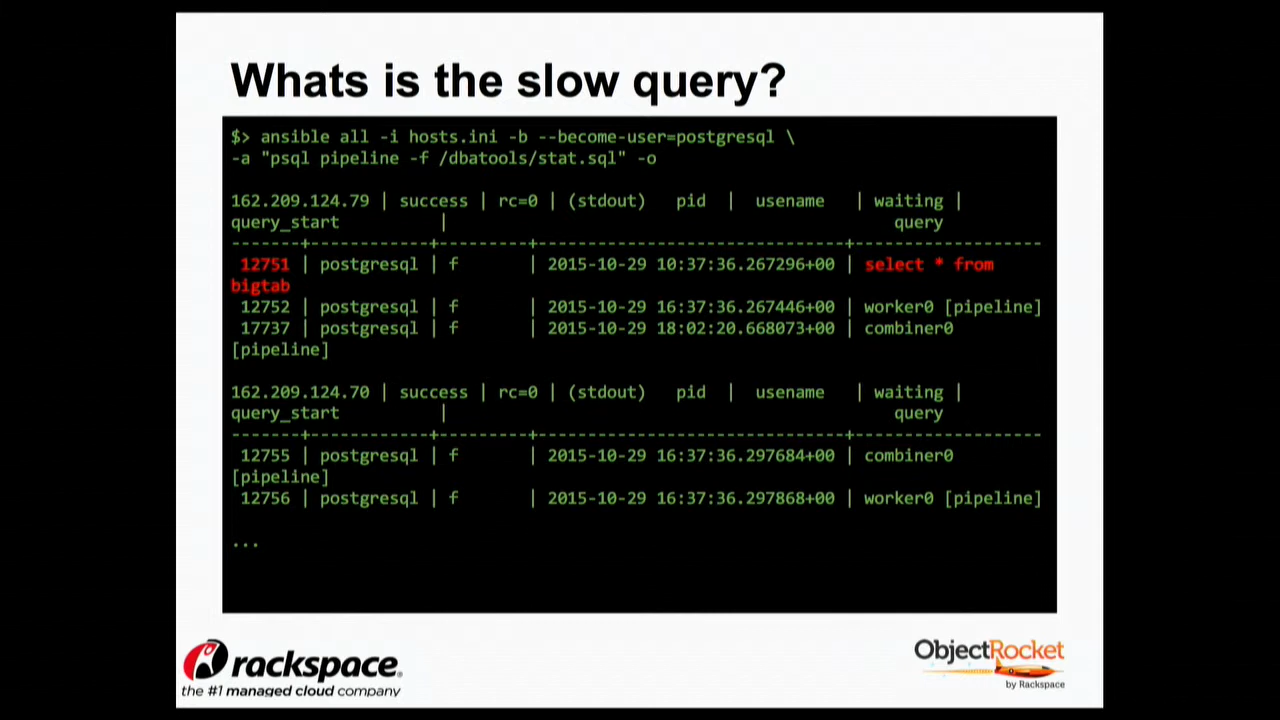 Whats is the slow query?
$> ansible all -i hosts.ini -b --become-user=postgresql \
-a "psql pipeline -f /dbatools/stat.sql" -o
162.209.124.79 | success | rc=0 | (stdout)   pid  |  usename   | waiting |
query_start          |                                              query
-------+------------+---------+-------------------------------+-------------------
 12751 | postgresql | f       | 2015-10-29 10:37:36.267296+00 | select * from
bigtab
 12752 | postgresql | f       | 2015-10-29 16:37:36.267446+00 | worker0 [pipeline]
 17737 | postgresql | f       | 2015-10-29 18:02:20.668073+00 | combiner0
[pipeline]
162.209.124.70 | success | rc=0 | (stdout)   pid  |  usename   | waiting |
query_start          |                                              query
-------+------------+---------+-------------------------------+-------------------
 12755 | postgresql | f       | 2015-10-29 16:37:36.297684+00 | combiner0
[pipeline]
 12756 | postgresql | f       | 2015-10-29 16:37:36.297868+00 | worker0 [pipeline]
...
rackspace®
the #1 managed cloud company
ObjectRocket
by Rackspace